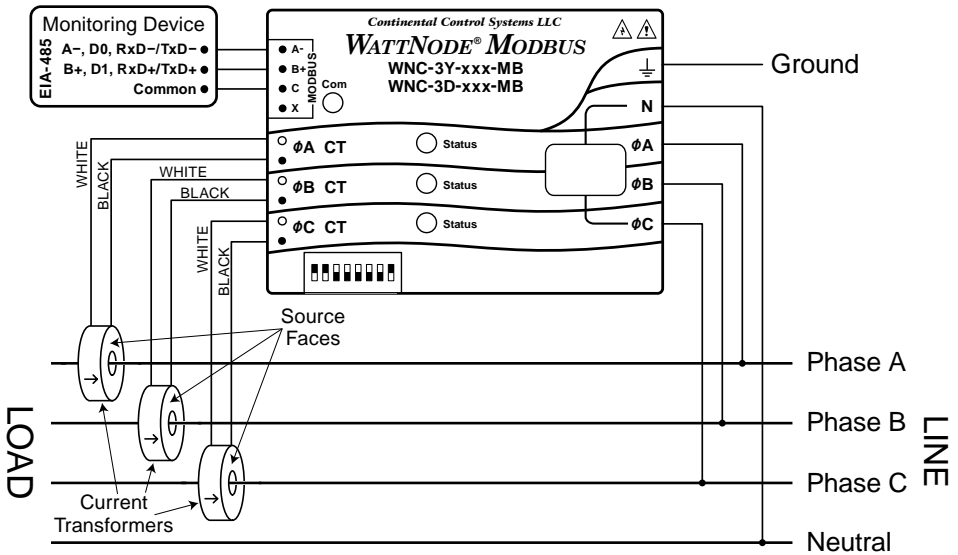 Monitoring Device
EIA-485
A−, D0, RxD−/TxD−
B+, D1, RxD+/TxD+
Common
Continental Control Systems LLC
WATTNODE® MODBUS
WNC-3Y-xxx-MB
WNC-3D-xxx-MB
A-
B+
C
X
MODBUS
Com
Ground
N
ϕA CT
Status
ϕA
ϕB CT
Status
ϕB
ϕC CT
Status
ϕC
WHITE
BLACK
WHITE
BLACK
WHITE
BLACK
Source
Faces
Phase A
Phase B
Phase C
Neutral
LOAD
LINE
Current
Transformers